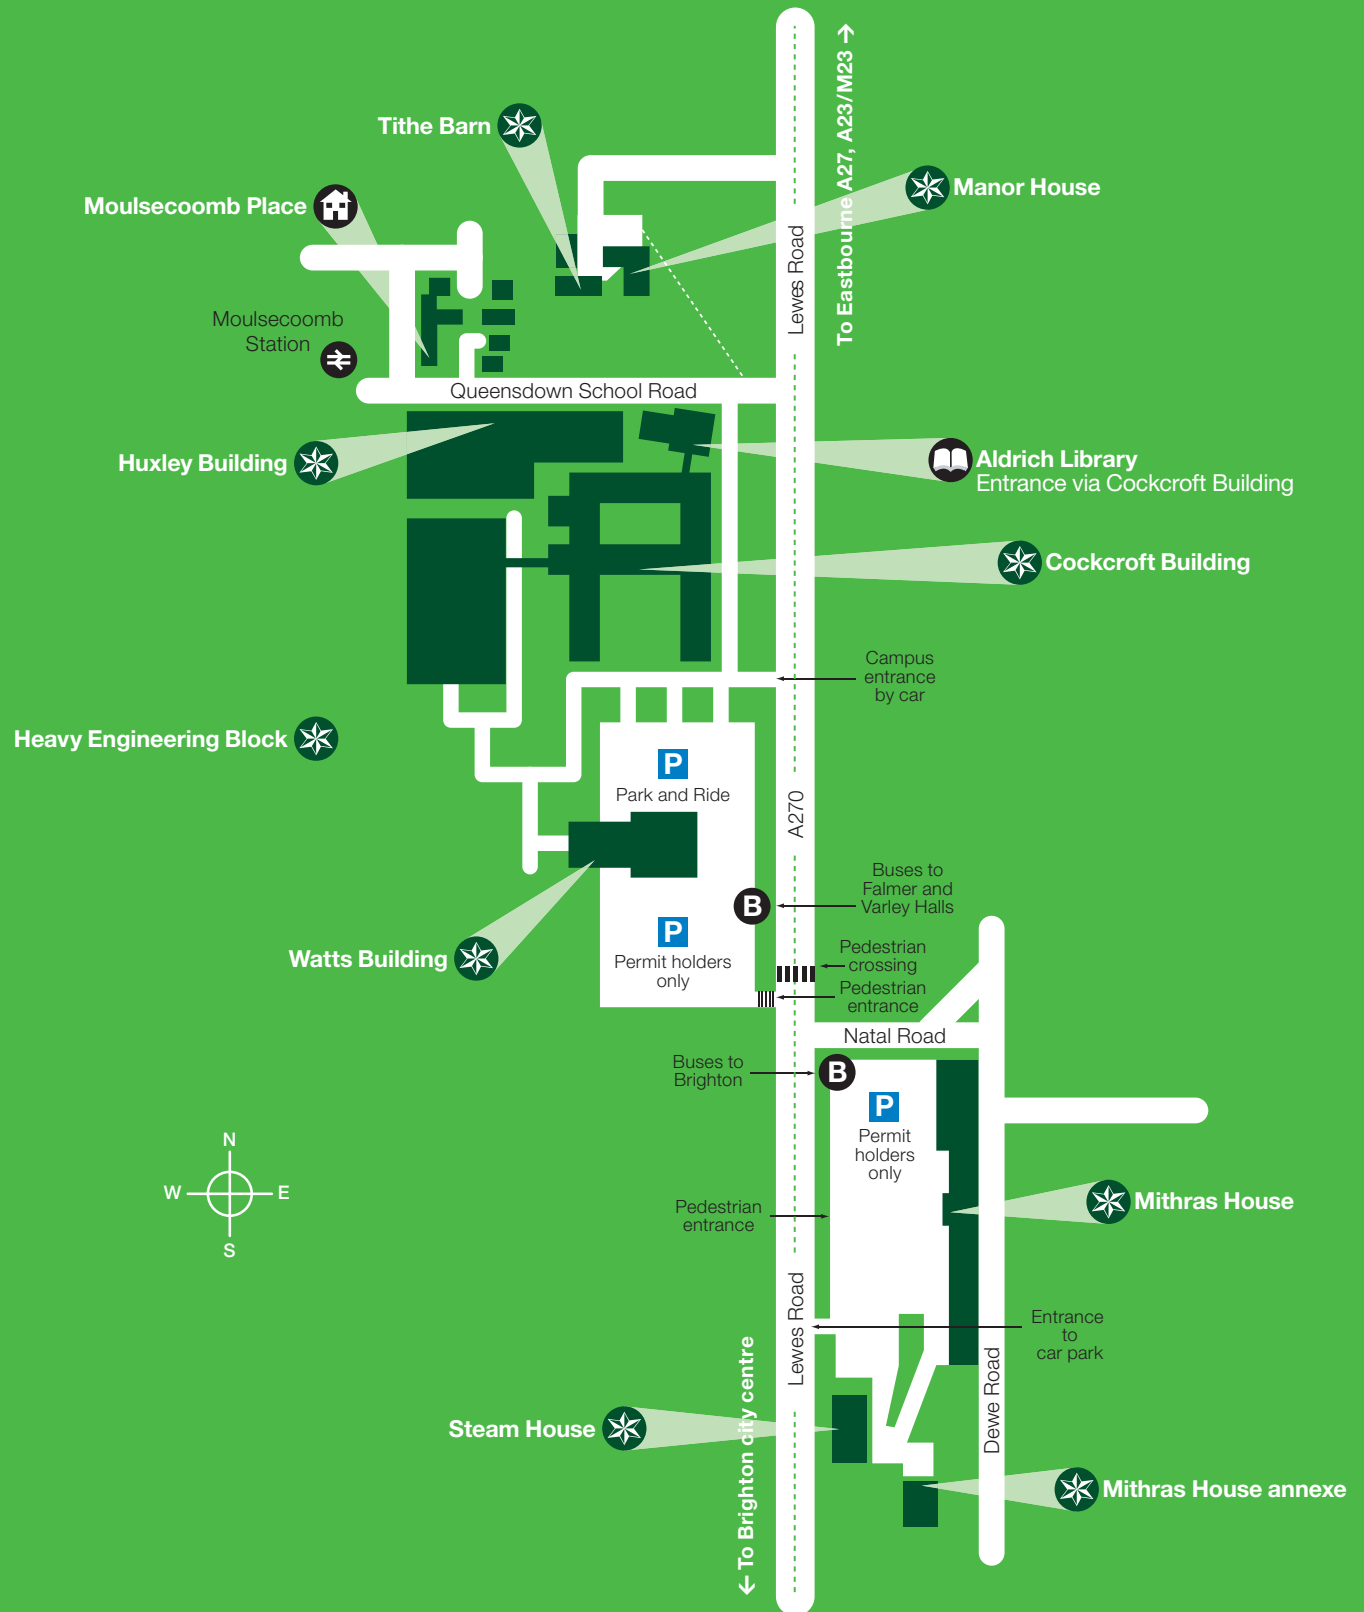 To Eastbourne A27, A23/M23 →
Tithe Barn
Manor House
Moulsecoomb Place
Lewes Road
Moulsecoomb
Station
Queensdown School Road
Huxley Building
Aldrich Library
Entrance via Cockcroft Building
Cockcroft Building
Campus
entrance
by car
Heavy Engineering Block
P
Park and Ride
A270
Buses to
Falmer and
Varley Halls
B
P
Permit holders
only
Watts Building
Pedestrian
crossing
Pedestrian
entrance
Natal Road
Buses to
Brighton
B
P
Permit
holders
only
N
W E
S
Pedestrian
entrance
Mithras House
Lewes Road
Entrance
to
car park
Dewe Road
← To Brighton city centre
Steam House
Mithras House annexe